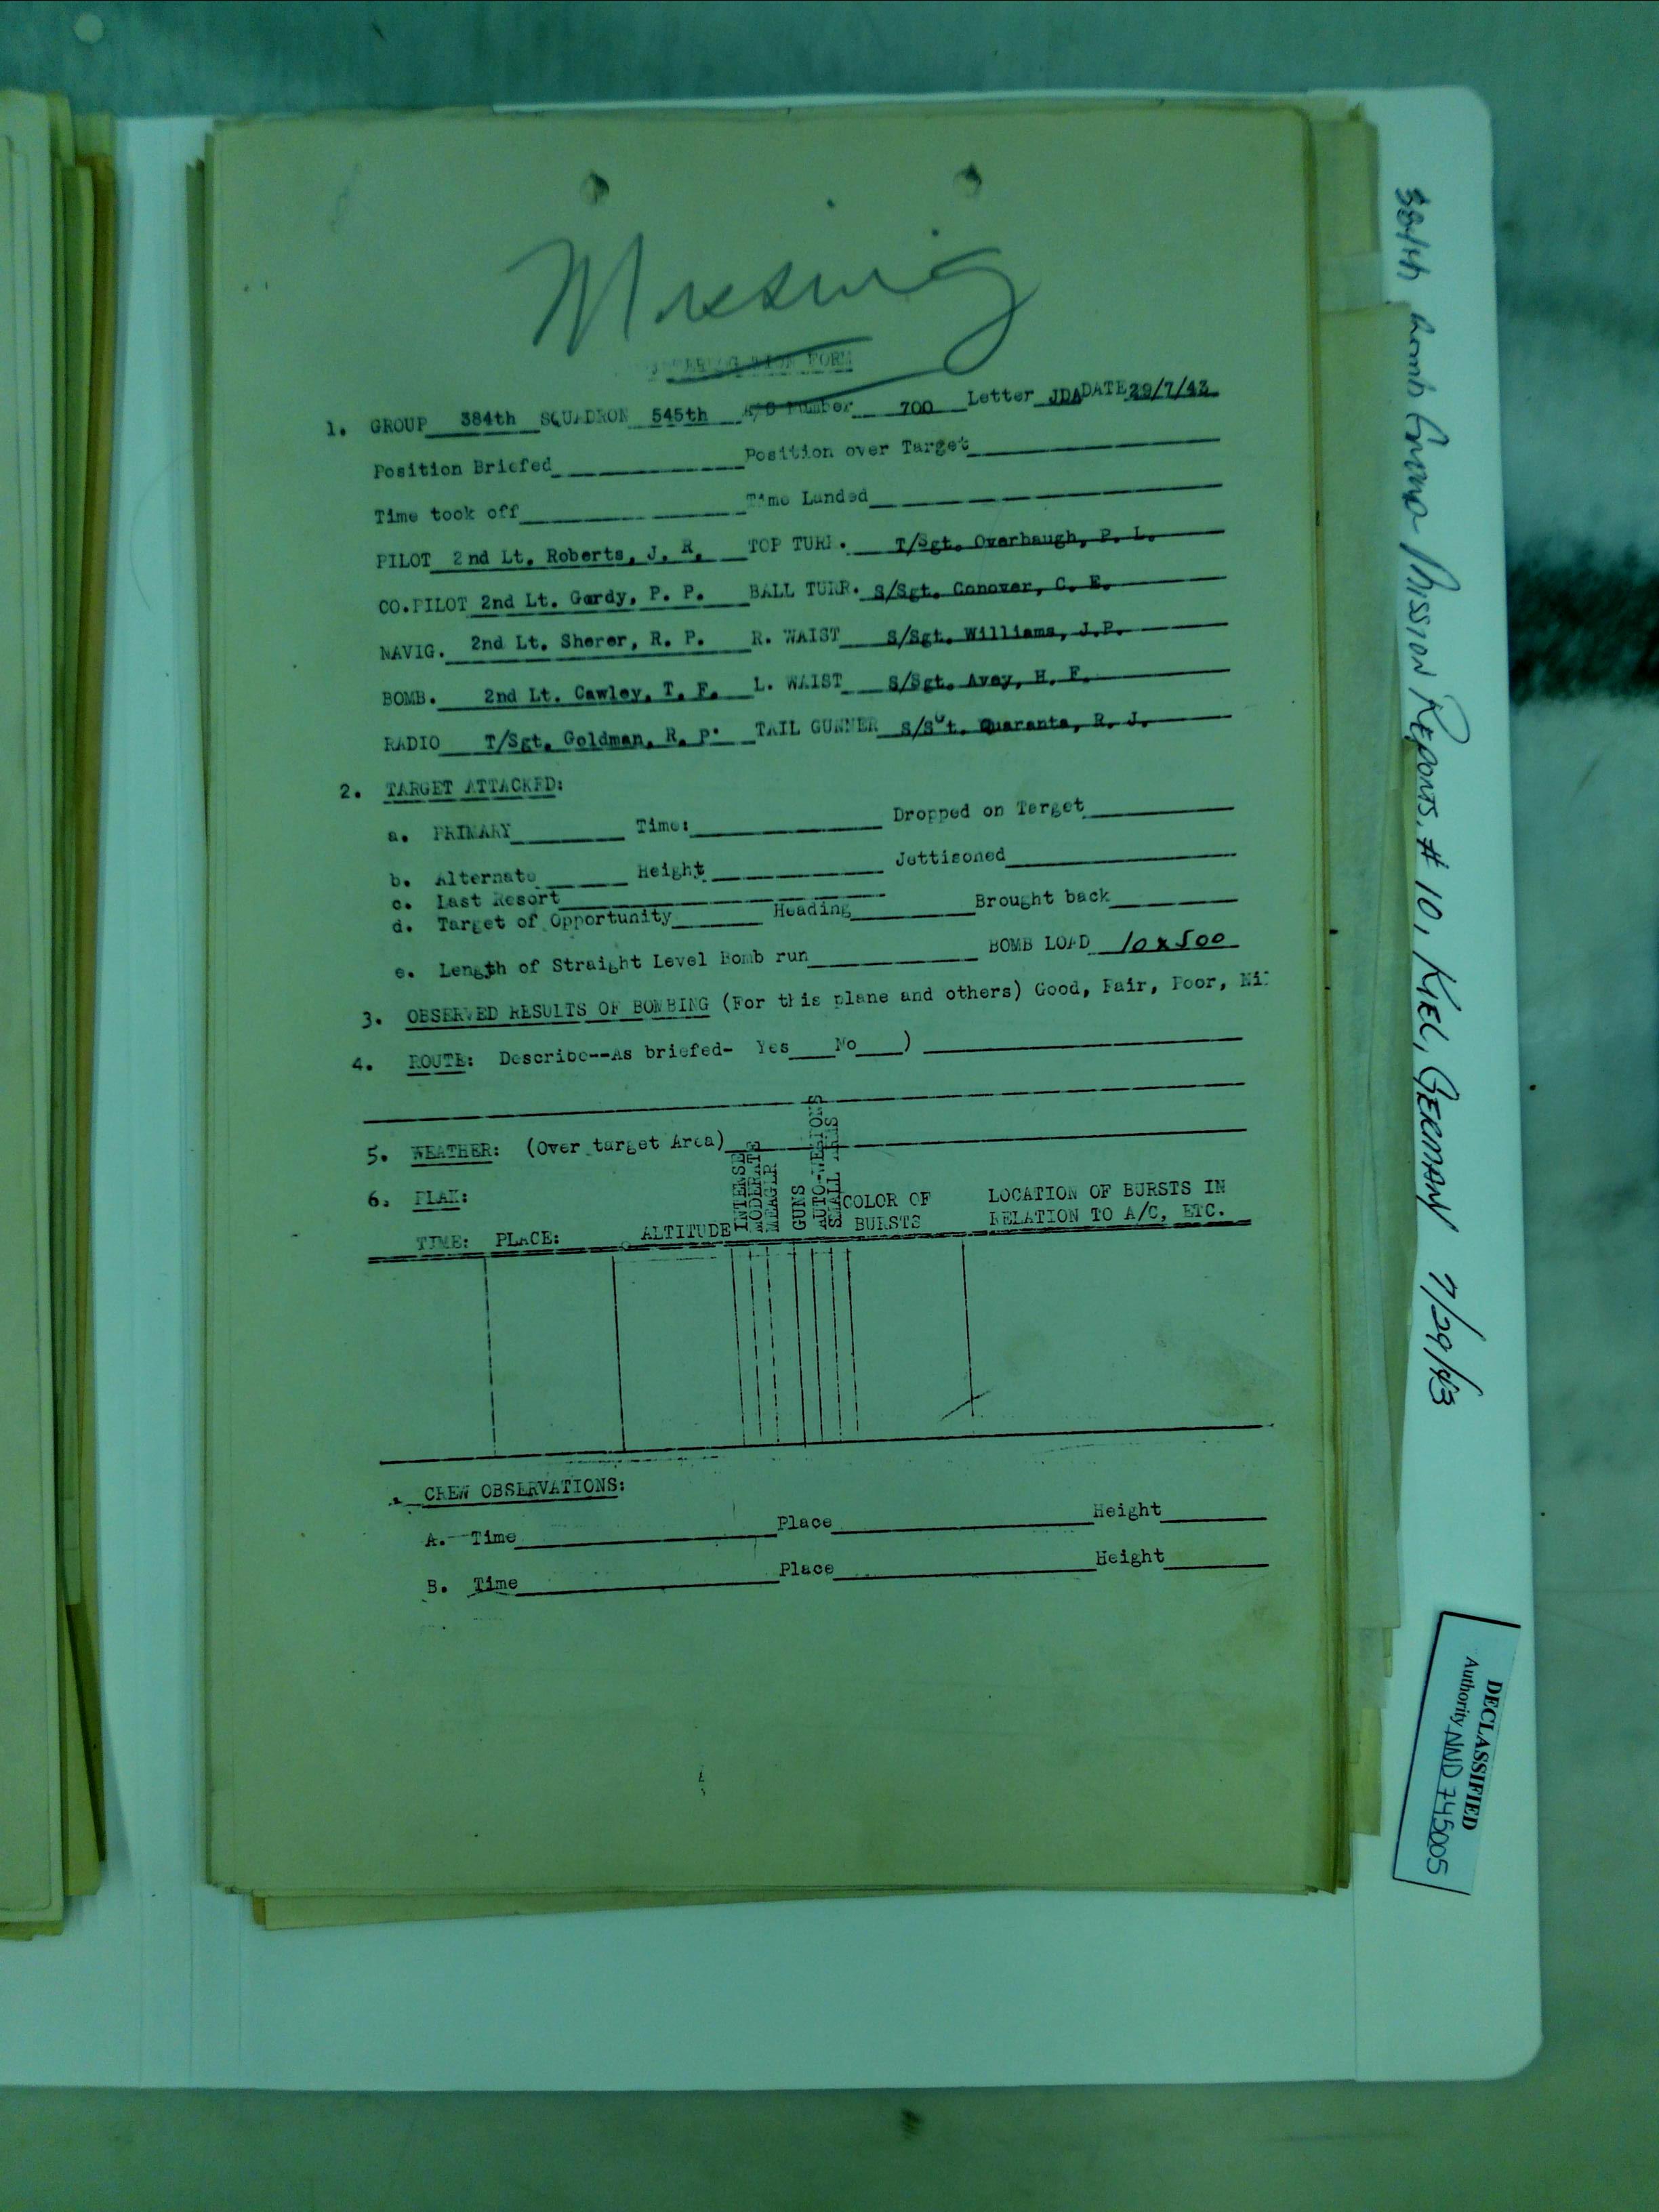 Missing
INTERROGATION FORM
1. GROUP 384th SQUADRON 545th A/C Number 700 Letter JDA DATE 29/7/43
Position Briefed Position over Target
Time took off Time Landed
PILOT 2nd Lt. Roberts, J. R. TOP TURR. T/Sgt. Overbaugh, P. L.
CO.PILOT 2nd Lt. Gordy, P. P. BALL TURR. S/Sgt. Conover, C. E.
NAVIG. 2nd Lt. Sherer, R. P. R. WAIST S/Sgt. Williams, J.P.
BOMB. 2nd Lt. Cawley, T. F. L. WAIST S/Sgt. Avey, H. F.
RADIO T/Sgt. Goldman, R. P. TAIL GUNNER S/Sgt. Quaranta, R. J.
2. TARGET ATTACKED:
a. PRIMARY Time: Dropped on Target
b. Alternate Height Jettisoned
c. Last Resort
d. Target of Opportunity Heading Brought back
e. Length of Straight Level Bomb run BOMB LOAD 10 x 500
3. OBSERVED RESULTS OF BOMBING (For this plane and others) Good, Fair, Poor, Nil
4. ROUTE: Describe--As briefed- Yes No )
5. WEATHER: (Over target Area)
6. FLAK:
TIME: PLACE: ALTITUDE INTENSE MODERATE MEAGER GUNS AUTO-WEAPONS SMALL ARMS COLOR OF BURSTS LOCATION OF BURSTS IN RELATION TO A/C, ETC.
CREW OBSERVATIONS:
A. Time Place Height
B. Time Place Height
384th Bomb Group Mission Reports. # 10, KIEL, GERMAN 7/29/43
DECLASSIFIED
Authority NND 745005